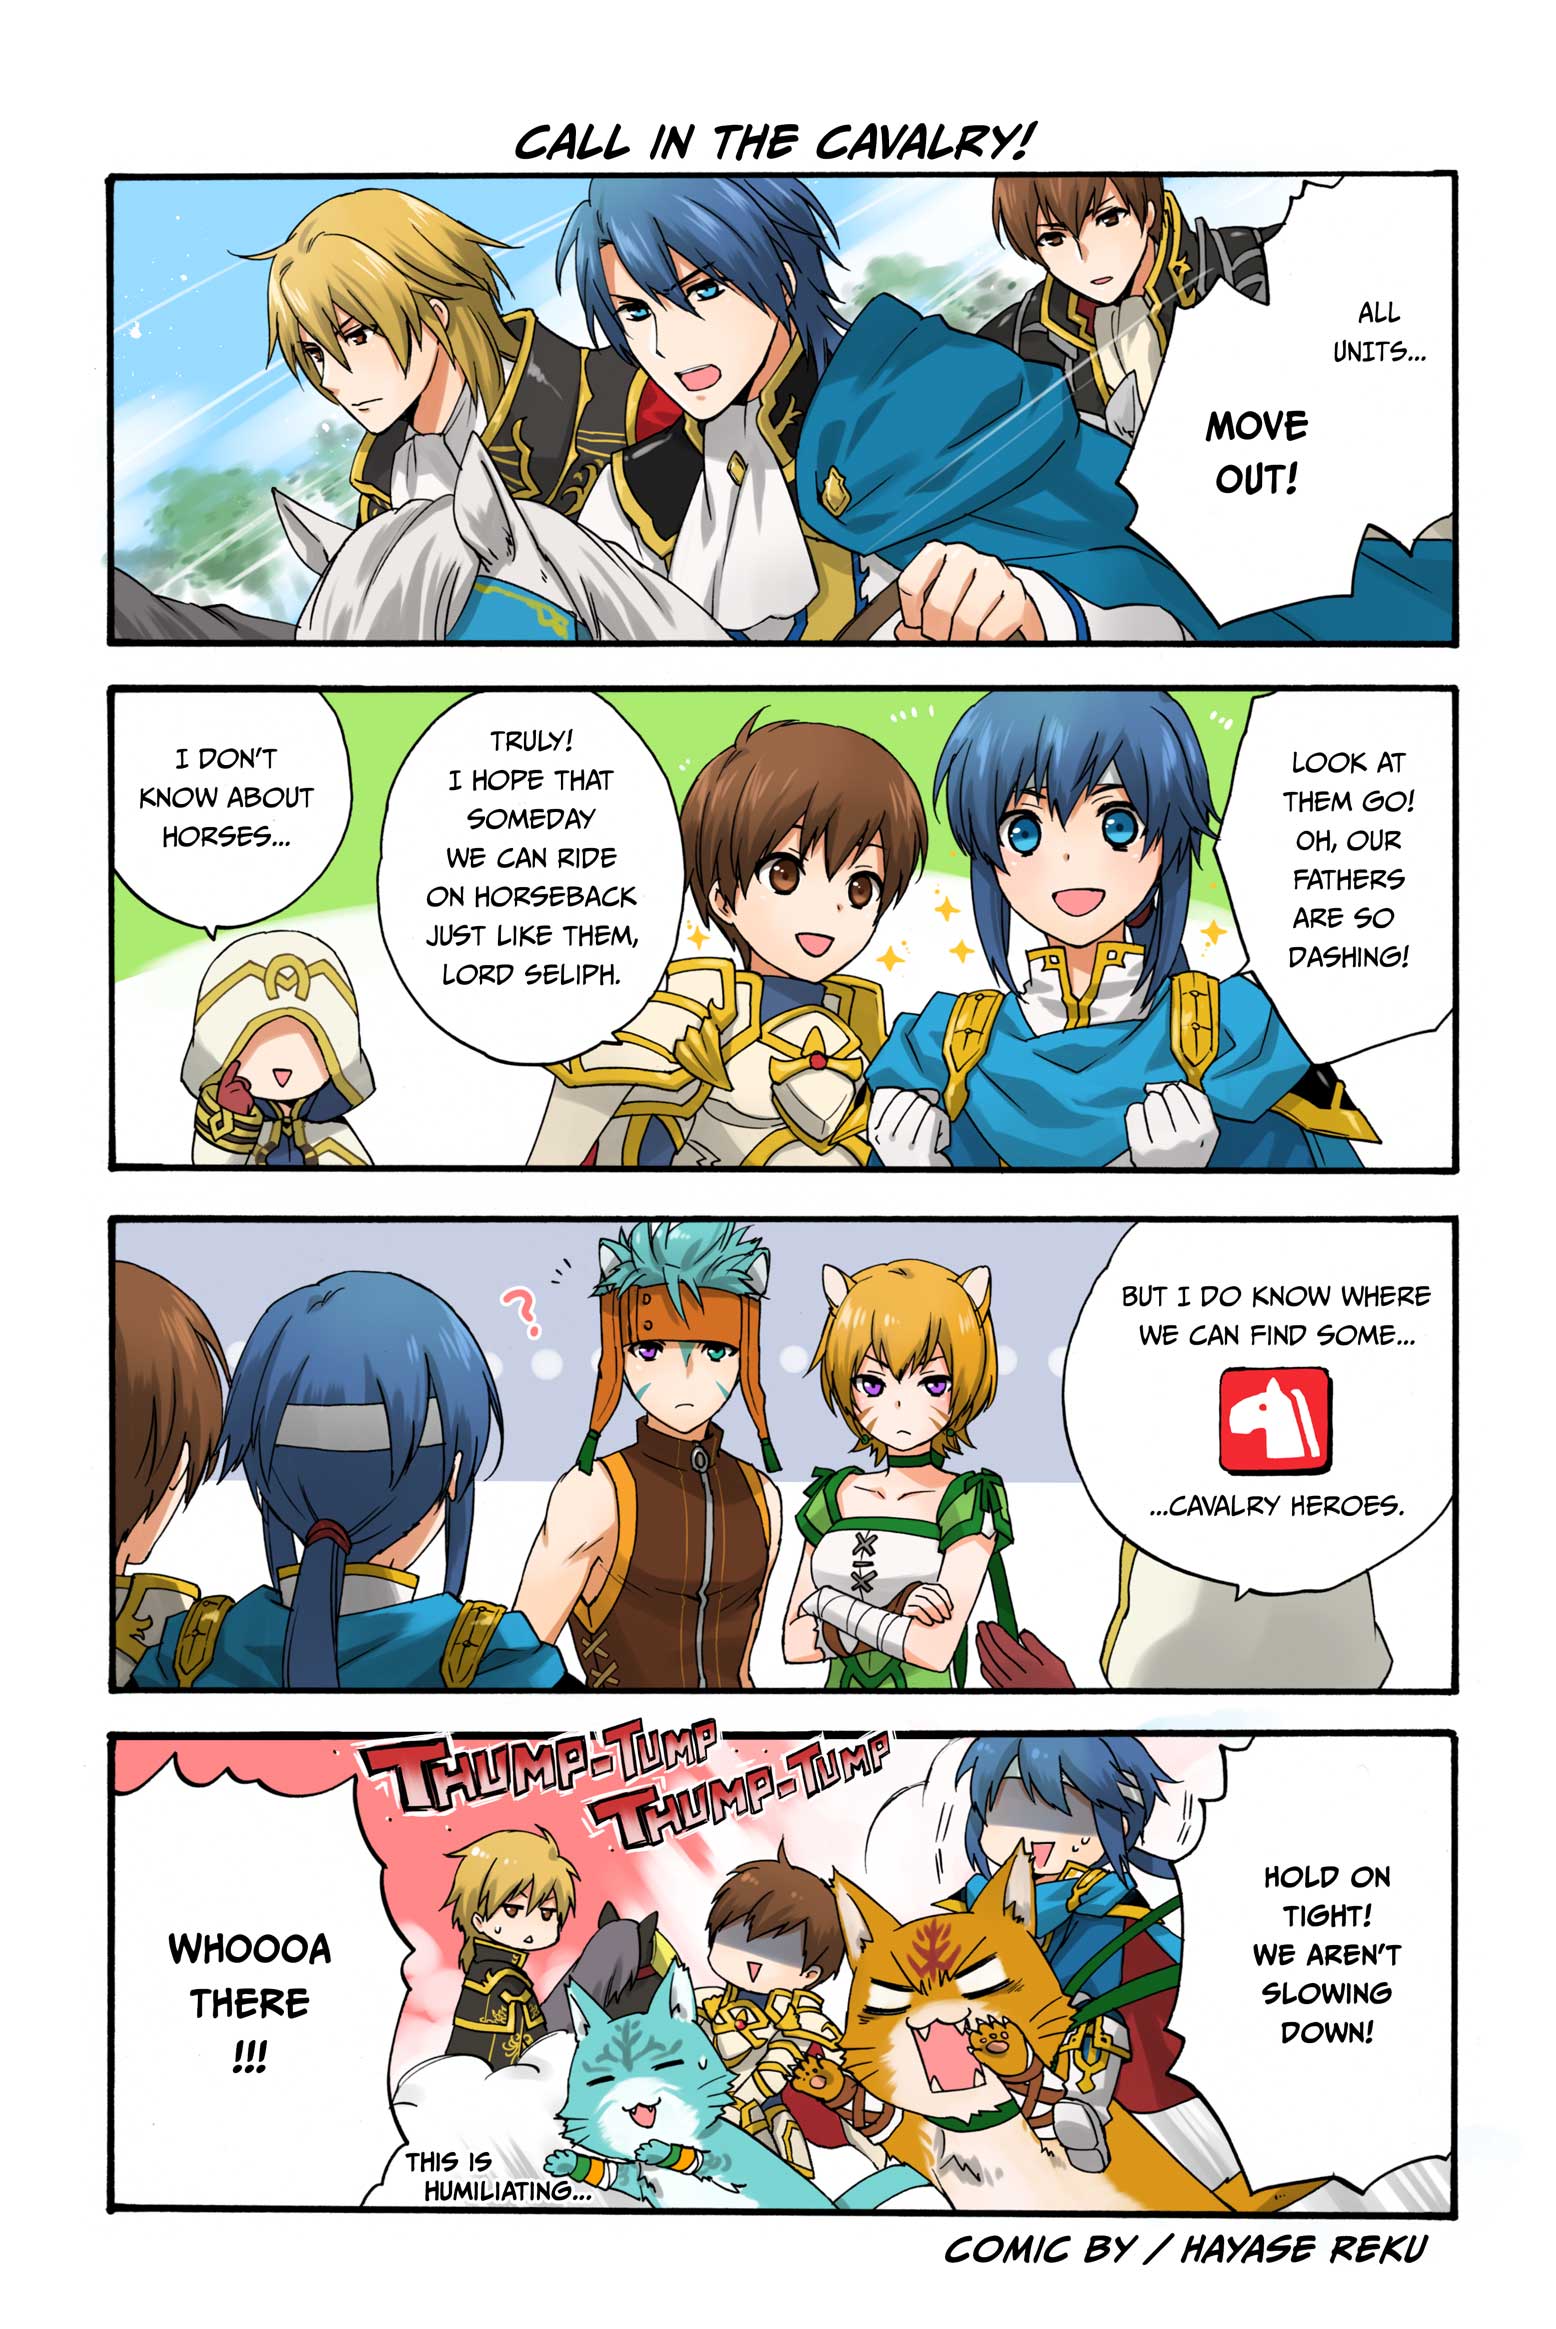 CALL IN THE CAVALRY!
ALL
UNITS...
MOVE
OUT!
LOOK AT
THEM GO!
OH, OUR
FATHERS
ARE SO
DASHING!
TRULY!
I HOPE THAT
SOMEDAY
WE CAN RIDE
ON HORSEBACK
JUST LIKE THEM,
LORD SELIPH.
I DON'T
KNOW ABOUT
HORSES...
BUT I DO KNOW WHERE
WE CAN FIND SOME...
...CAVALRY HEROES.
?
HOLD ON
TIGHT!
WE AREN'T
SLOWING
DOWN!
THUMP-TUMP
THUMP-TUMP
WHOOOA
THERE
!!!
THIS IS
HUMILIATING...
COMIC BY / HAYASE REKU